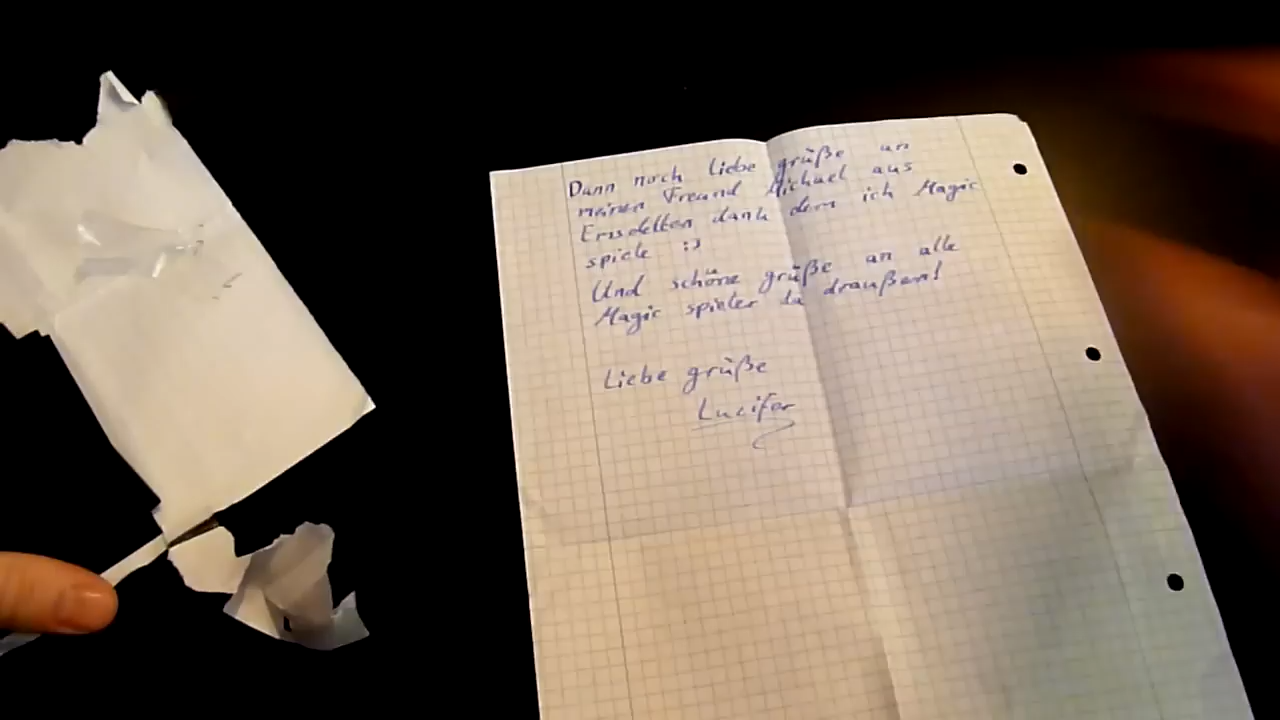 Dann noch Liebe grüße an
meinen Freund Michael aus
dank dem ich Magic
spiele :)
Und schöne grüße an alle
Magic spieler da draußen!
Liebe grüße
Lucifer